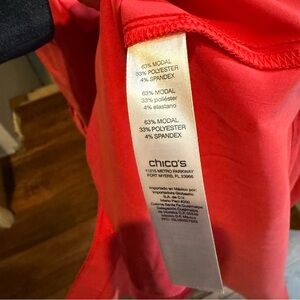 63% MODAL
33% POLYESTER
4% SPANDEX
63% MODAL
33% poliéster
4% elastano
63% MODAL
33% POLYESTER
4% SPANDEX
chico's
11215 METRO PARKWAY
FORT MYERS, FL 33966
Importado en México por:
S.A. de C.V.